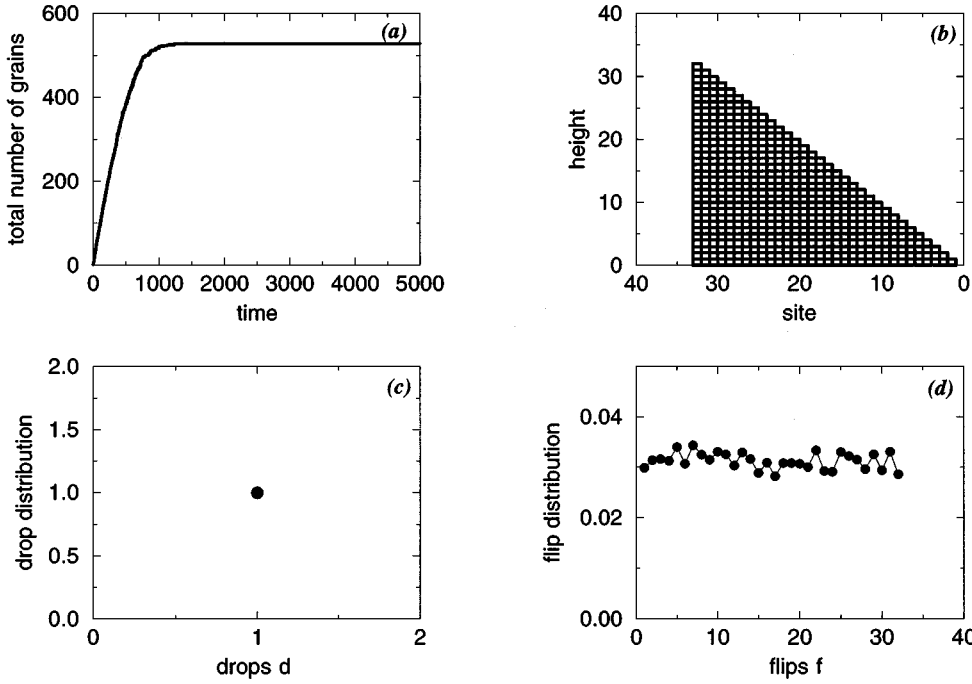 (a)
600
400
200
0
total number of grains
0 1000 2000 3000 4000 5000
time
(b)
40
30
20
10
0
height
40 30 20 10 0
site
(c)
2.0
1.5
1.0
0.5
0.0
drop distribution
0 1 2
drops d
(d)
0.04
0.02
0.00
flip distribution
0 10 20 30 40
flips f